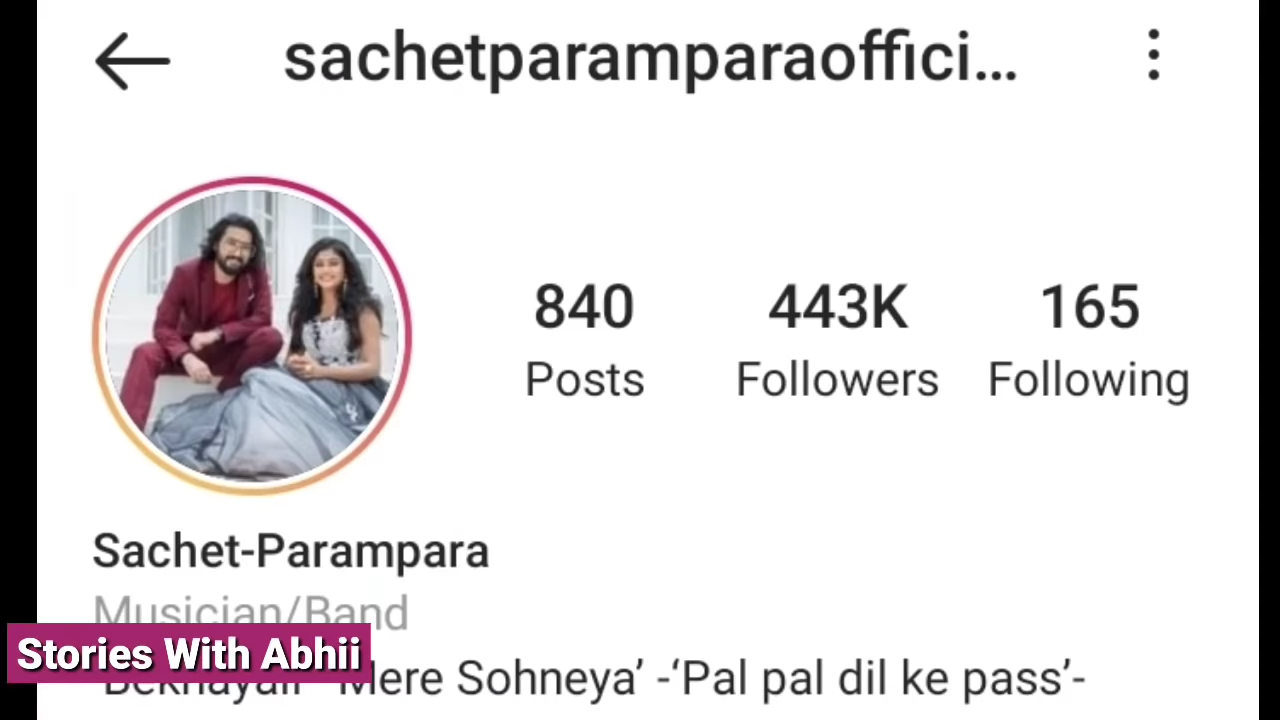 sachetparamparaoffici...
840 443K 165
Posts Followers Following
Sachet-Parampara
Musician/Band
Stories With Abhii
Mere Sohneya’ -‘Pal pal dil ke pass’-